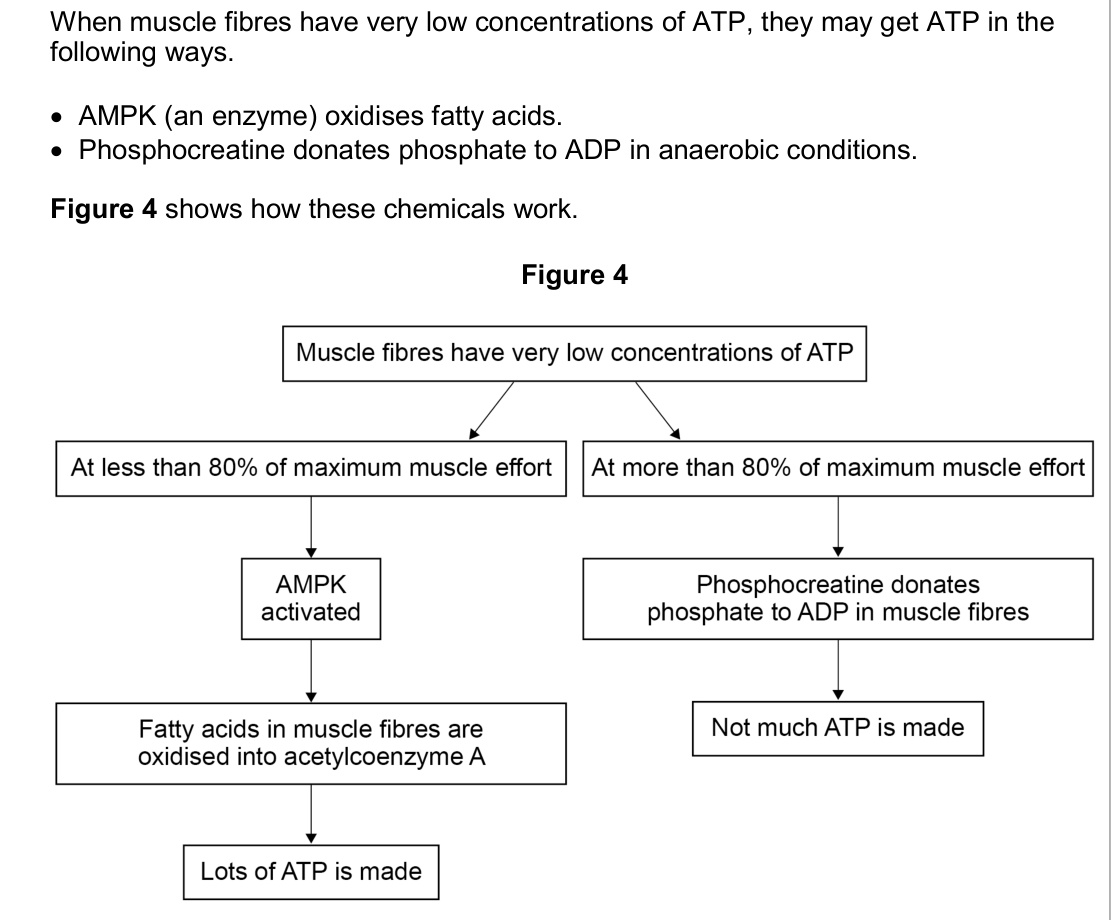 When muscle fibres have very low concentrations of ATP, they may get ATP in the
following ways.
• AMPK (an enzyme) oxidises fatty acids.
• Phosphocreatine donates phosphate to ADP in anaerobic conditions.
Figure 4 shows how these chemicals work.
Figure 4
Muscle fibres have very low concentrations of ATP
At less than 80% of maximum muscle effort
At more than 80% of maximum muscle effort
AMPK
activated
Phosphocreatine donates
phosphate to ADP in muscle fibres
Fatty acids in muscle fibres are
oxidised into acetylcoenzyme A
Not much ATP is made
Lots of ATP is made